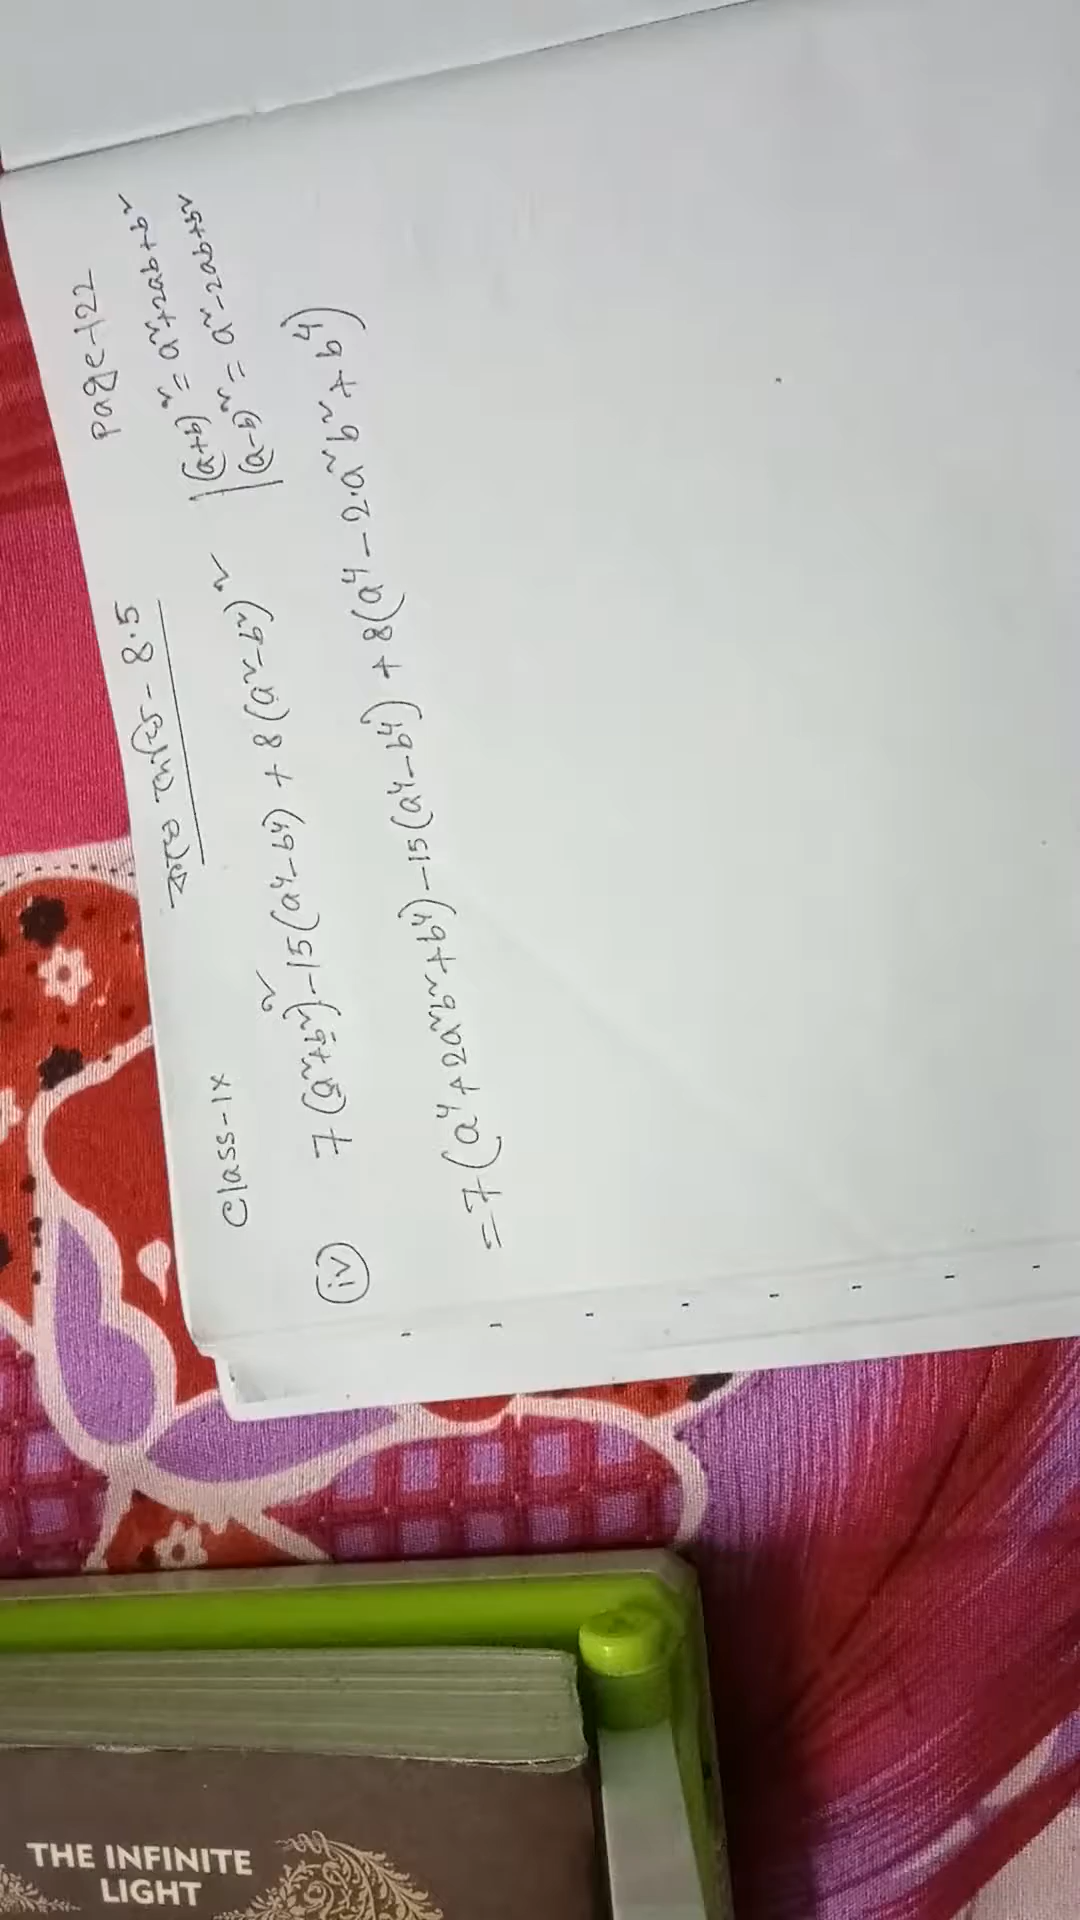 কষে দেখি - 8.5 Page-122
Class-IX |(a+b)² = a²+2ab+b²
|(a-b)² = a²-2ab+b²
(iv) 7(a²+b²)²-15(a⁴-b⁴)+8(a²-b²)²
=7(a⁴+2a²b²+b⁴)-15(a⁴-b⁴)+8(a⁴-2a²b²+b⁴)
THE INFINITE
LIGHT